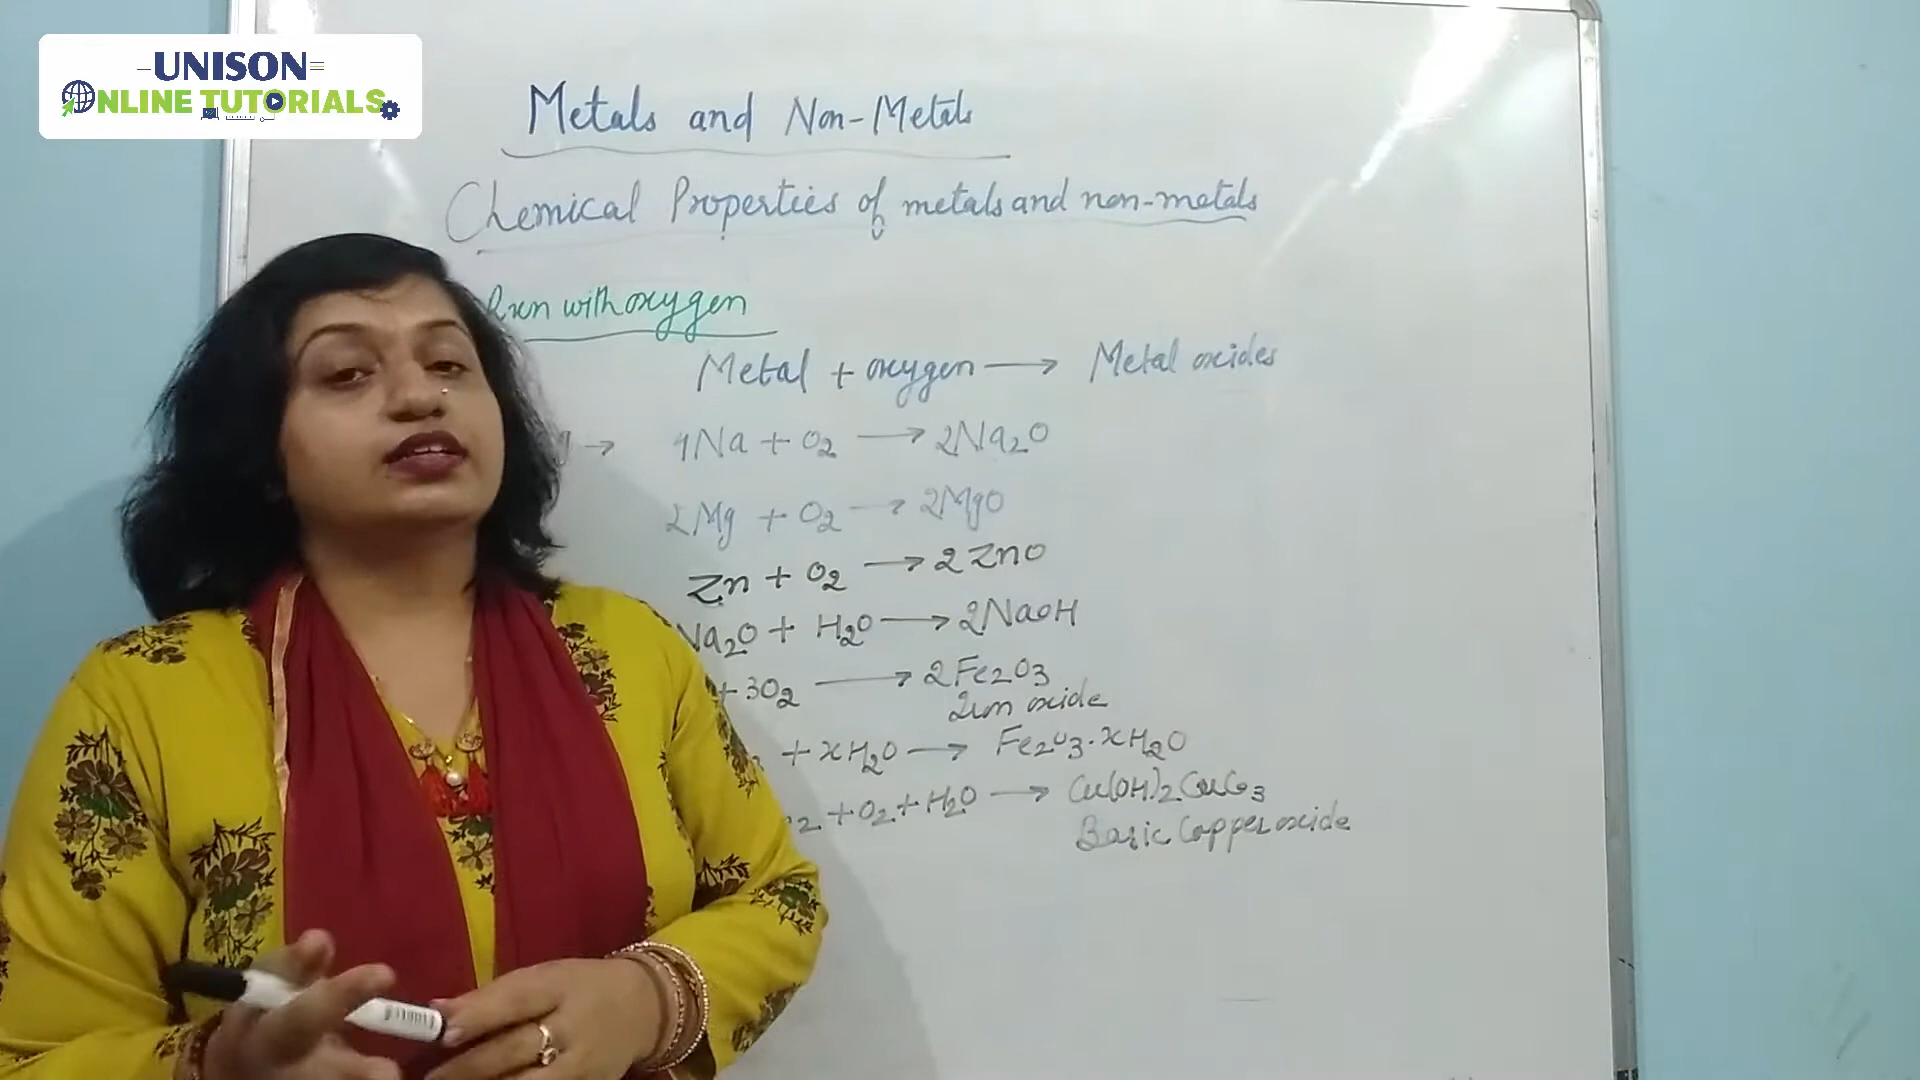 UNISON
ONLINE TUTORIALS
Metals and Non-Metals
Chemical Properties of metals and non-metals
Rxn with oxygen
Metal + oxygen → Metal oxides
→ 4Na + O2 → 2Na2O
2Mg + O2 → 2MgO
Zn + O2 → 2ZnO
Na2O + H2O → 2NaOH
+ 3O2 → 2Fe2O3
Iron oxide
+ xH2O → Fe2O3.xH2O
2 + O2 + H2O → Cu(OH)2CuCo3
Basic Copper oxide